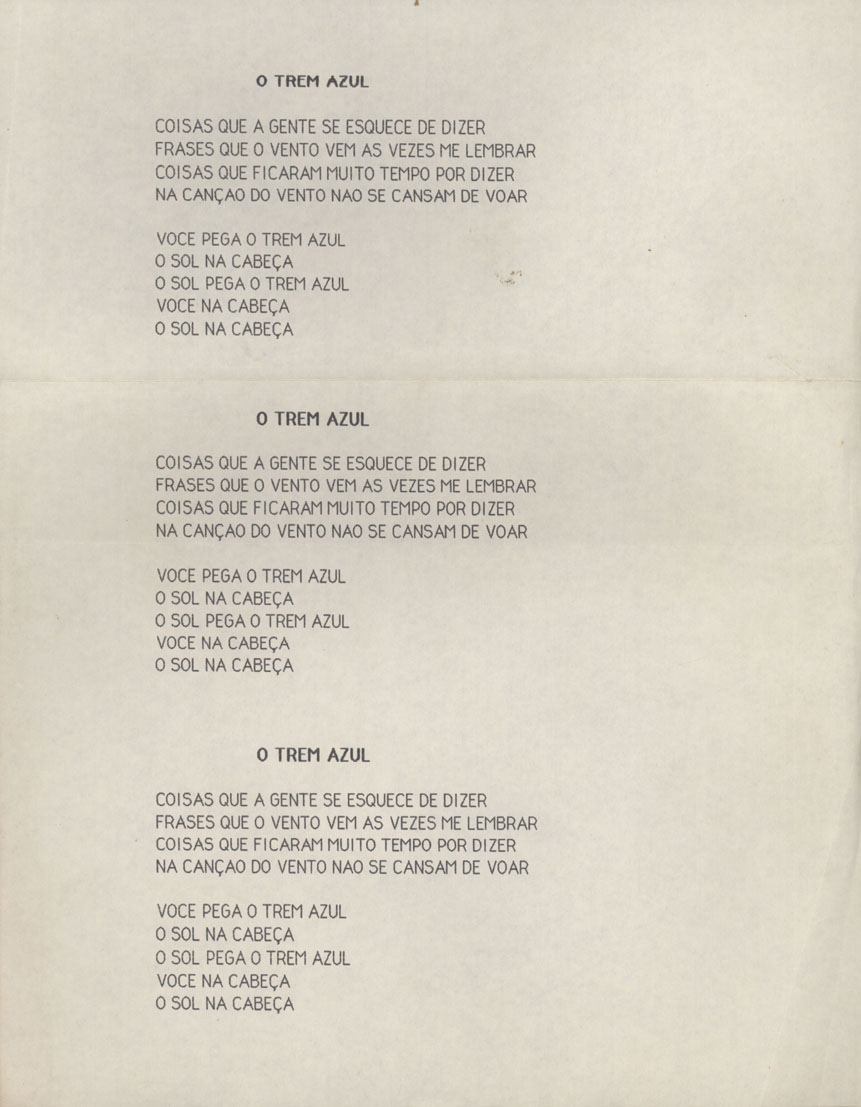 O TREM AZUL
COISAS QUE A GENTE SE ESQUECE DE DIZER
FRASES QUE O VENTO VEM AS VEZES ME LEMBRAR
COISAS QUE FICARAM MUITO TEMPO POR DIZER
NA CANÇAO DO VENTO NAO SE CANSAM DE VOAR
VOCE PEGA O TREM AZUL
O SOL NA CABEÇA
O SOL PEGA O TREM AZUL
VOCE NA CABEÇA
O SOL NA CABEÇA
O TREM AZUL
COISAS QUE A GENTE SE ESQUECE DE DIZER
FRASES QUE O VENTO VEM AS VEZES ME LEMBRAR
COISAS QUE FICARAM MUITO TEMPO POR DIZER
NA CANÇAO DO VENTO NAO SE CANSAM DE VOAR
VOCE PEGA O TREM AZUL
O SOL NA CABEÇA
O SOL PEGA O TREM AZUL
VOCE NA CABEÇA
O SOL NA CABEÇA
O TREM AZUL
COISAS QUE A GENTE SE ESQUECE DE DIZER
FRASES QUE O VENTO VEM AS VEZES ME LEMBRAR
COISAS QUE FICARAM MUITO TEMPO POR DIZER
NA CANÇAO DO VENTO NAO SE CANSAM DE VOAR
VOCE PEGA O TREM AZUL
O SOL NA CABEÇA
O SOL PEGA O TREM AZUL
VOCE NA CABEÇA
O SOL NA CABEÇA